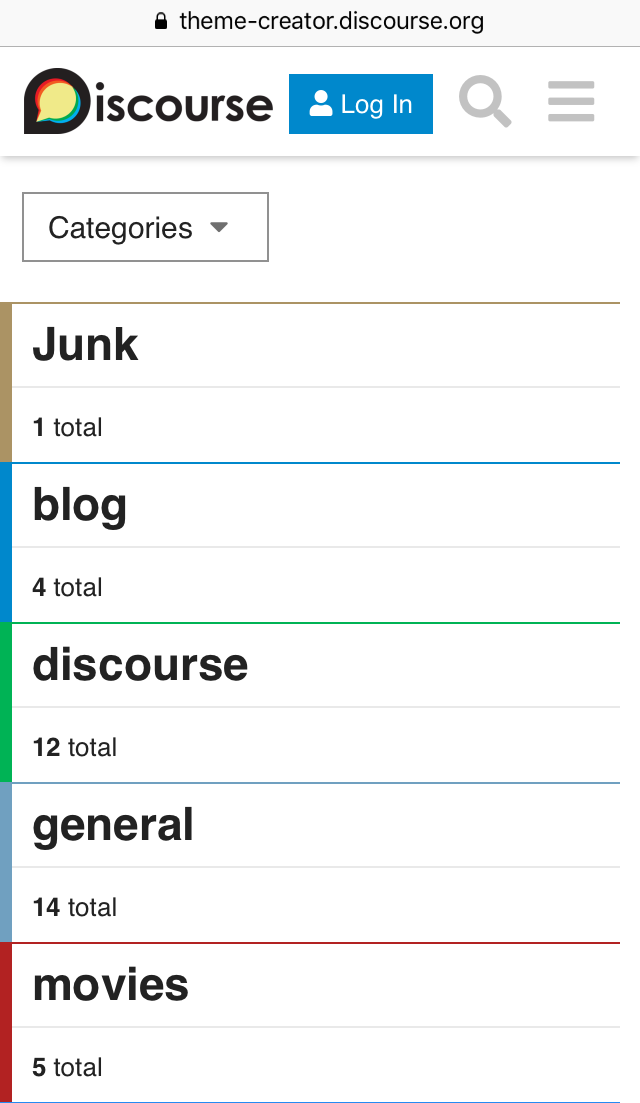 theme-creator.discourse.org
Discourse
Log In
Categories
Junk
1 total
blog
4 total
discourse
12 total
general
14 total
movies
5 total